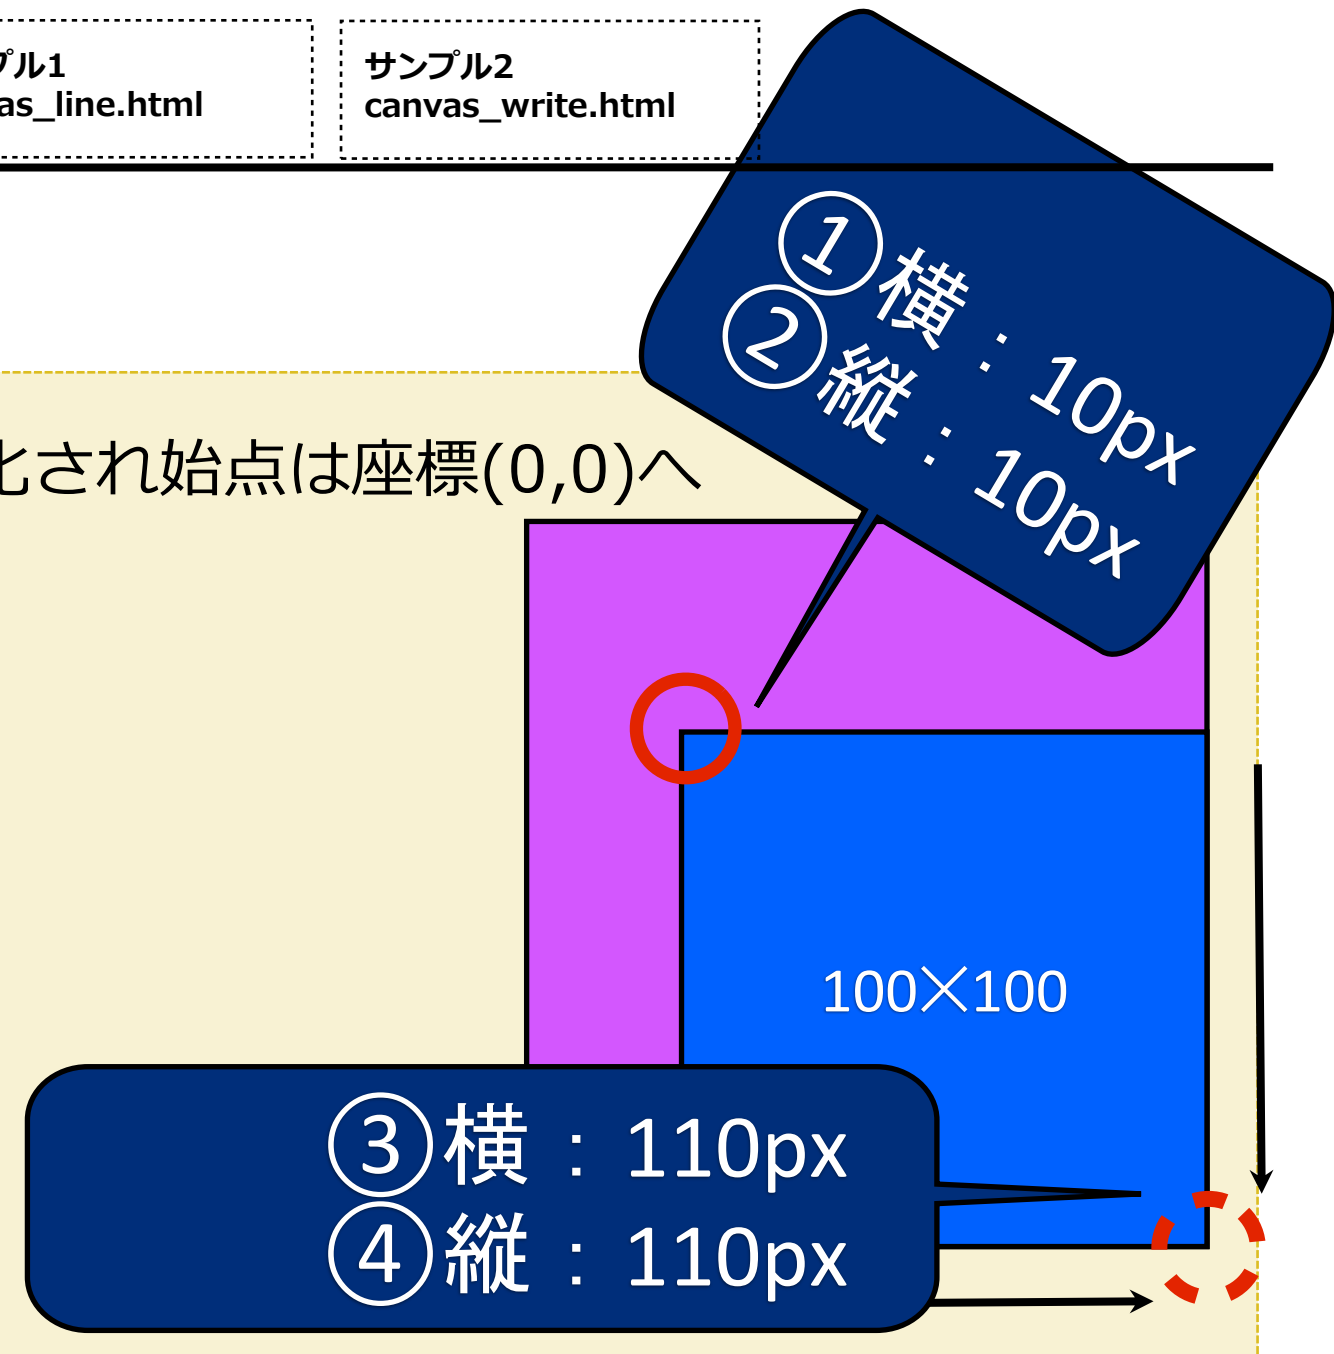 プル1
as_line.html
サンプル2
canvas_write.html
①横：10px
②縦：10px
化され始点は座標(0,0)へ
100×100
③横：110px
④縦：110px